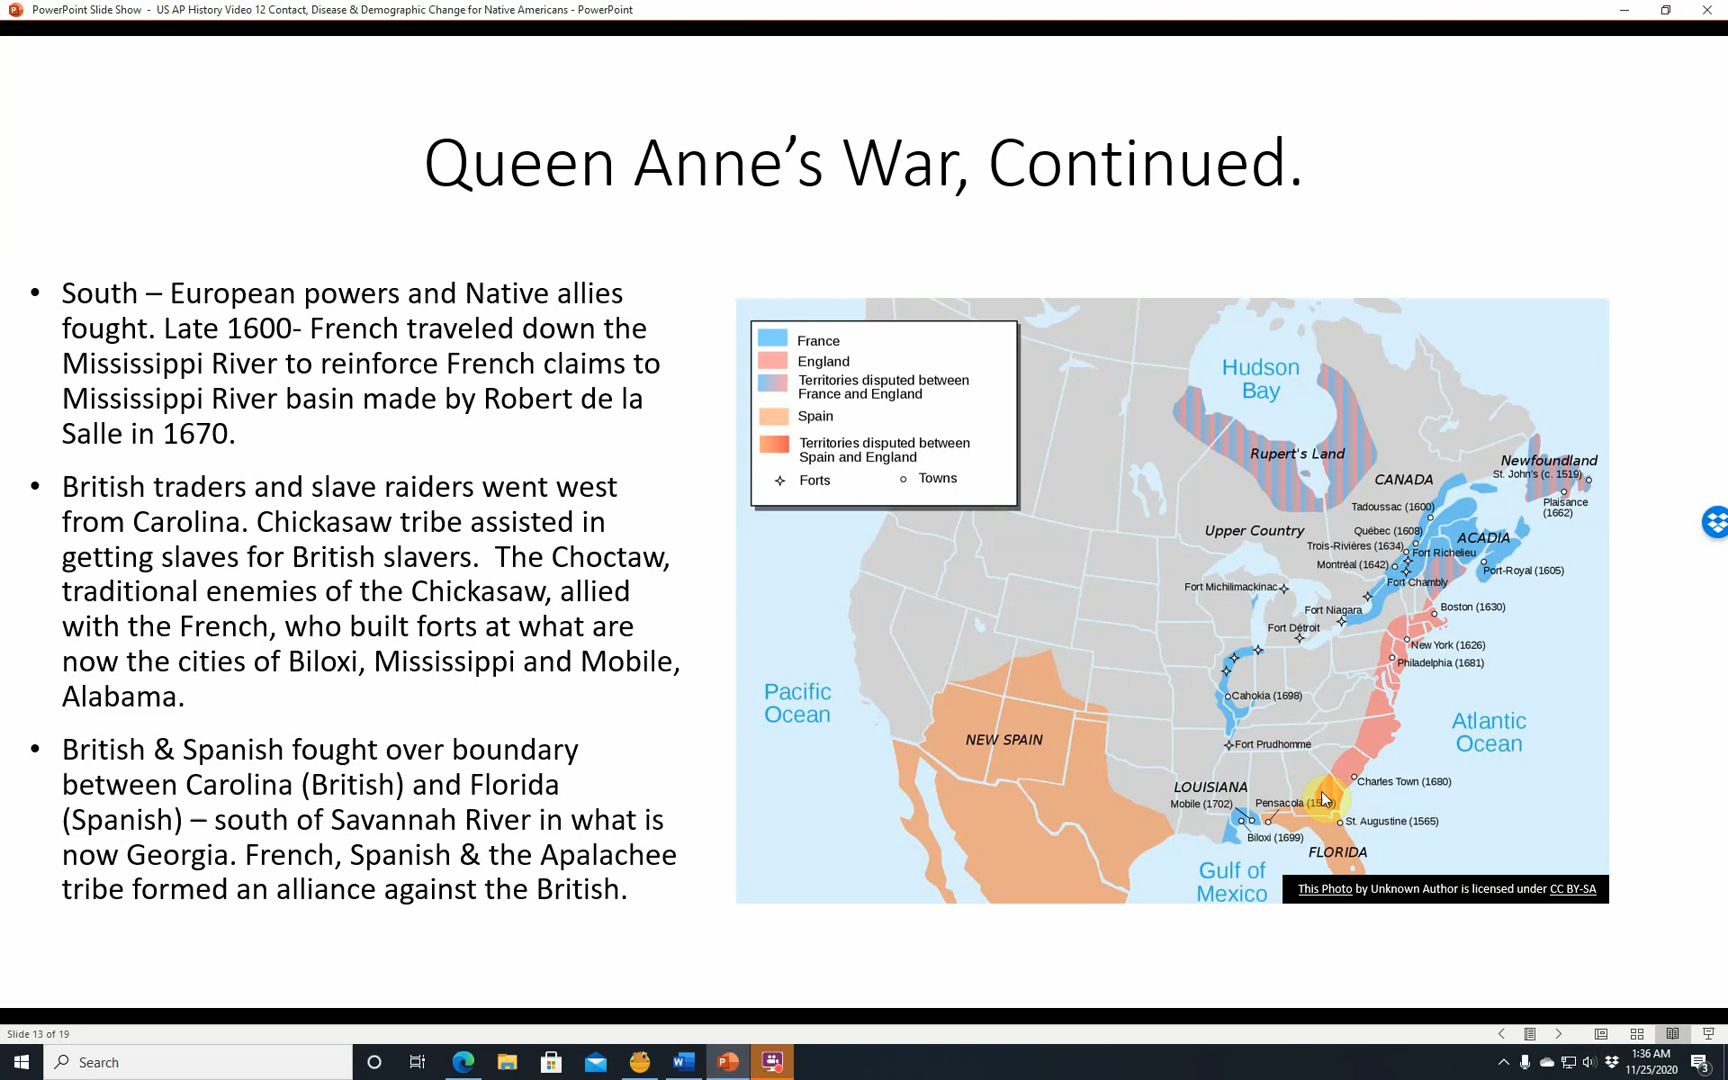 PowerPoint Slide Show - US AP History Video 12 Contact, Disease & Demographic Change for Native Americans - PowerPoint
Queen Anne’s War, Continued.
• South – European powers and Native allies
fought. Late 1600- French traveled down the
Mississippi River to reinforce French claims to
Mississippi River basin made by Robert de la
Salle in 1670.
• British traders and slave raiders went west
from Carolina. Chickasaw tribe assisted in
getting slaves for British slavers. The Choctaw,
traditional enemies of the Chickasaw, allied
with the French, who built forts at what are
now the cities of Biloxi, Mississippi and Mobile,
Alabama.
• British & Spanish fought over boundary
between Carolina (British) and Florida
(Spanish) – south of Savannah River in what is
now Georgia. French, Spanish & the Apalachee
tribe formed an alliance against the British.
France
England
Territories disputed between
France and England
Spain
Territories disputed between
Spain and England
Forts
Towns
Hudson
Bay
Rupert's Land
Newfoundland
St. John's (c. 1519)
CANADA
Plaisance
(1662)
Tadoussac (1600)
Upper Country
Québec (1608)
ACADIA
Trois-Rivières (1634)
Fort Richelieu
Montréal (1642)
Port-Royal (1605)
Fort Chambly
Fort Michilimackinac
Fort Niagara
Boston (1630)
Fort Détroit
New York (1626)
Philadelphia (1681)
Pacific
Ocean
Cahokia (1698)
Atlantic
Ocean
NEW SPAIN
Fort Prudhomme
LOUISIANA
Charles Town (1680)
Mobile (1702)
Pensacola
St. Augustine (1565)
Biloxi (1699)
FLORIDA
Gulf of
Mexico
This Photo by Unknown Author is licensed under CC BY-SA
Slide 13 of 19
Search
1:36 AM
11/25/2020
3